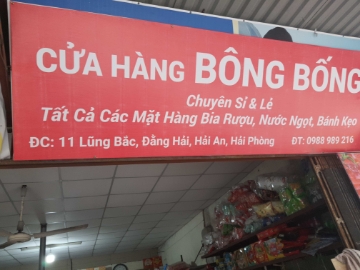 CỬA HÀNG BÔNG BỐNG
Chuyên Sỉ & Lẻ
Tất Cả Các Mặt Hàng Bia Rượu, Nước Ngọt, Bánh Kẹo
ĐC: 11 Lũng Bắc, Đằng Hải, Hải An, Hải Phòng ĐT: 0988 989 216